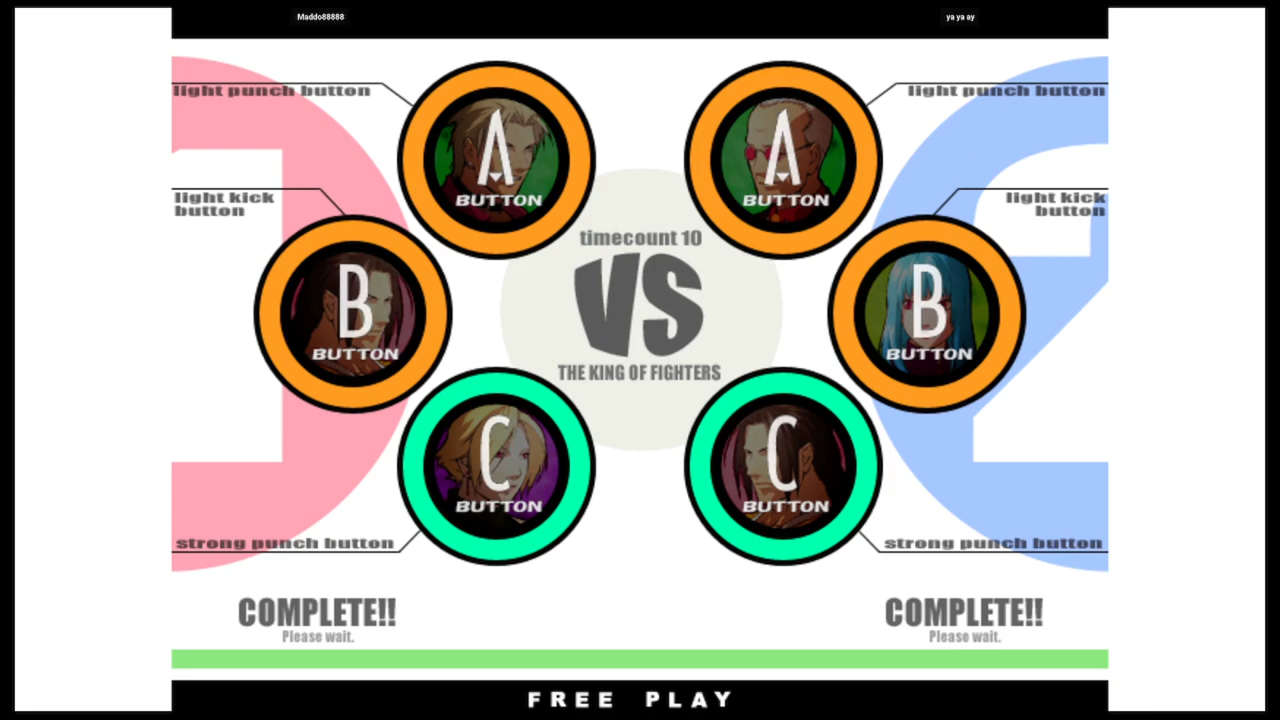 Maddo88888
ya ya ay
light punch button
light punch button
A
BUTTON
A
BUTTON
light kick
button
light kick
button
1
2
timecount 10
VS
THE KING OF FIGHTERS
B
BUTTON
B
BUTTON
C
BUTTON
C
BUTTON
strong punch button
strong punch button
COMPLETE!!
Please wait.
COMPLETE!!
Please wait.
FREE PLAY